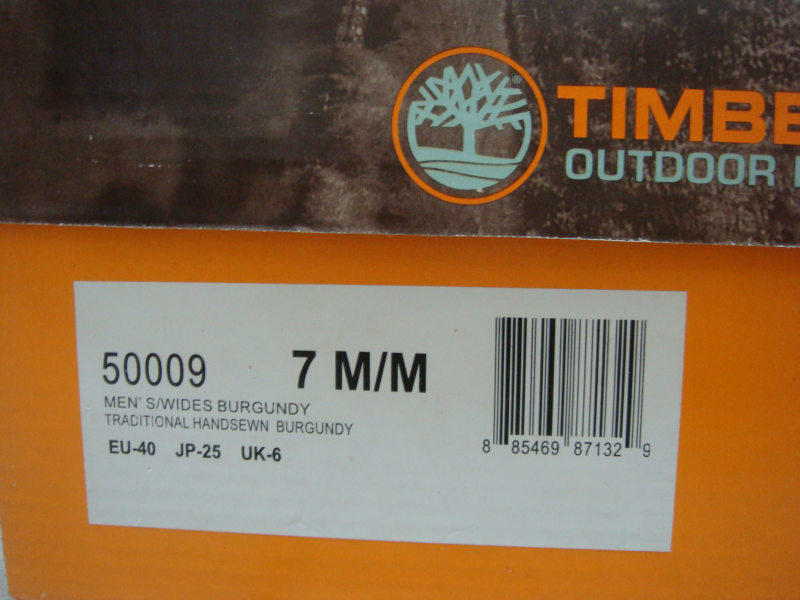 ®
TIMBE
OUTDOOR
50009 7 M/M
MEN' S/WIDES BURGUNDY
TRADITIONAL HANDSEWN BURGUNDY
EU-40 JP-25 UK-6
8 85469 87132 9